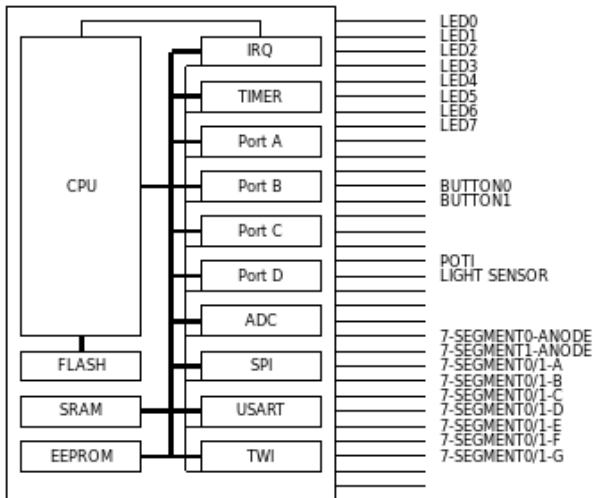 CPU
FLASH
SRAM
EEPROM
IRQ
TIMER
Port A
Port B
Port C
Port D
ADC
SPI
USART
TWI
LED0
LED1
LED2
LED3
LED4
LED5
LED6
LED7
BUTTON0
BUTTON1
POTI
LIGHT SENSOR
7-SEGMENT0-ANODE
7-SEGMENT1-ANODE
7-SEGMENT0/1-A
7-SEGMENT0/1-B
7-SEGMENT0/1-C
7-SEGMENT0/1-D
7-SEGMENT0/1-E
7-SEGMENT0/1-F
7-SEGMENT0/1-G